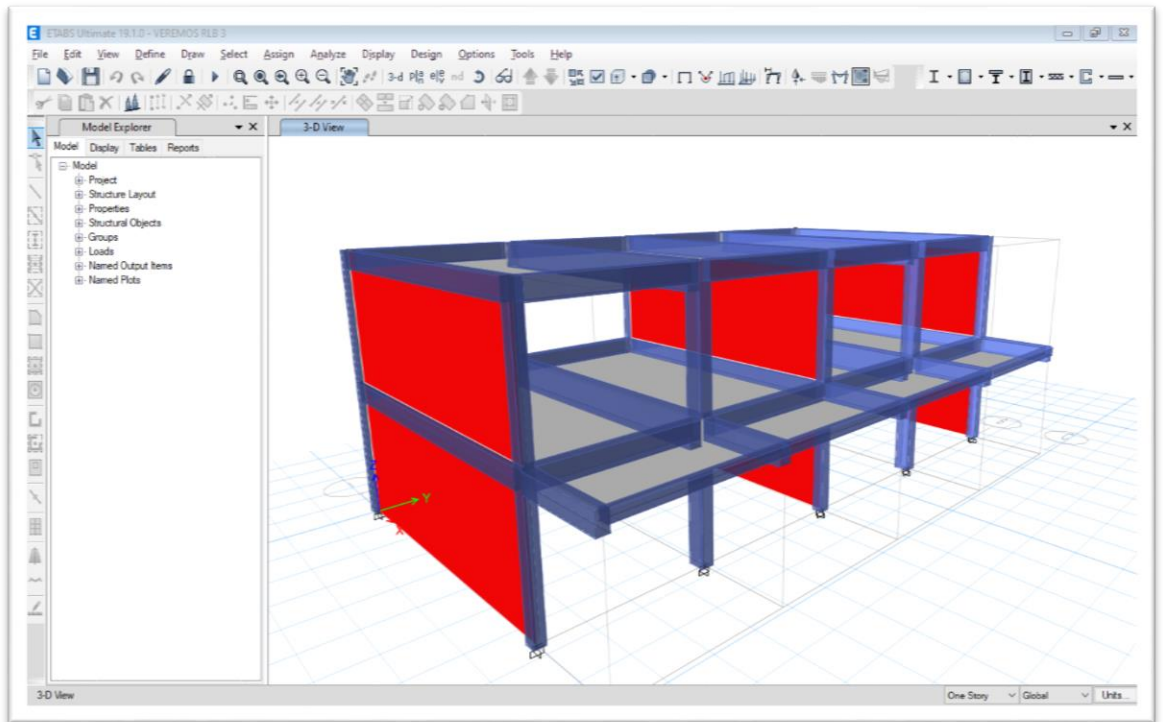 ETABS Ultimate 19.1.0 - VEREMOS RLB 3
File Edit View Define Draw Select Assign Analyze Display Design Options Tools Help
3-d
nd
Model Explorer
3-D View
Model Display Tables Reports
Model
Project
Structure Layout
Properties
Structural Objects
Groups
Loads
Named Output Items
Named Plots
Y
X
3-D View
One Story
Global
Units...